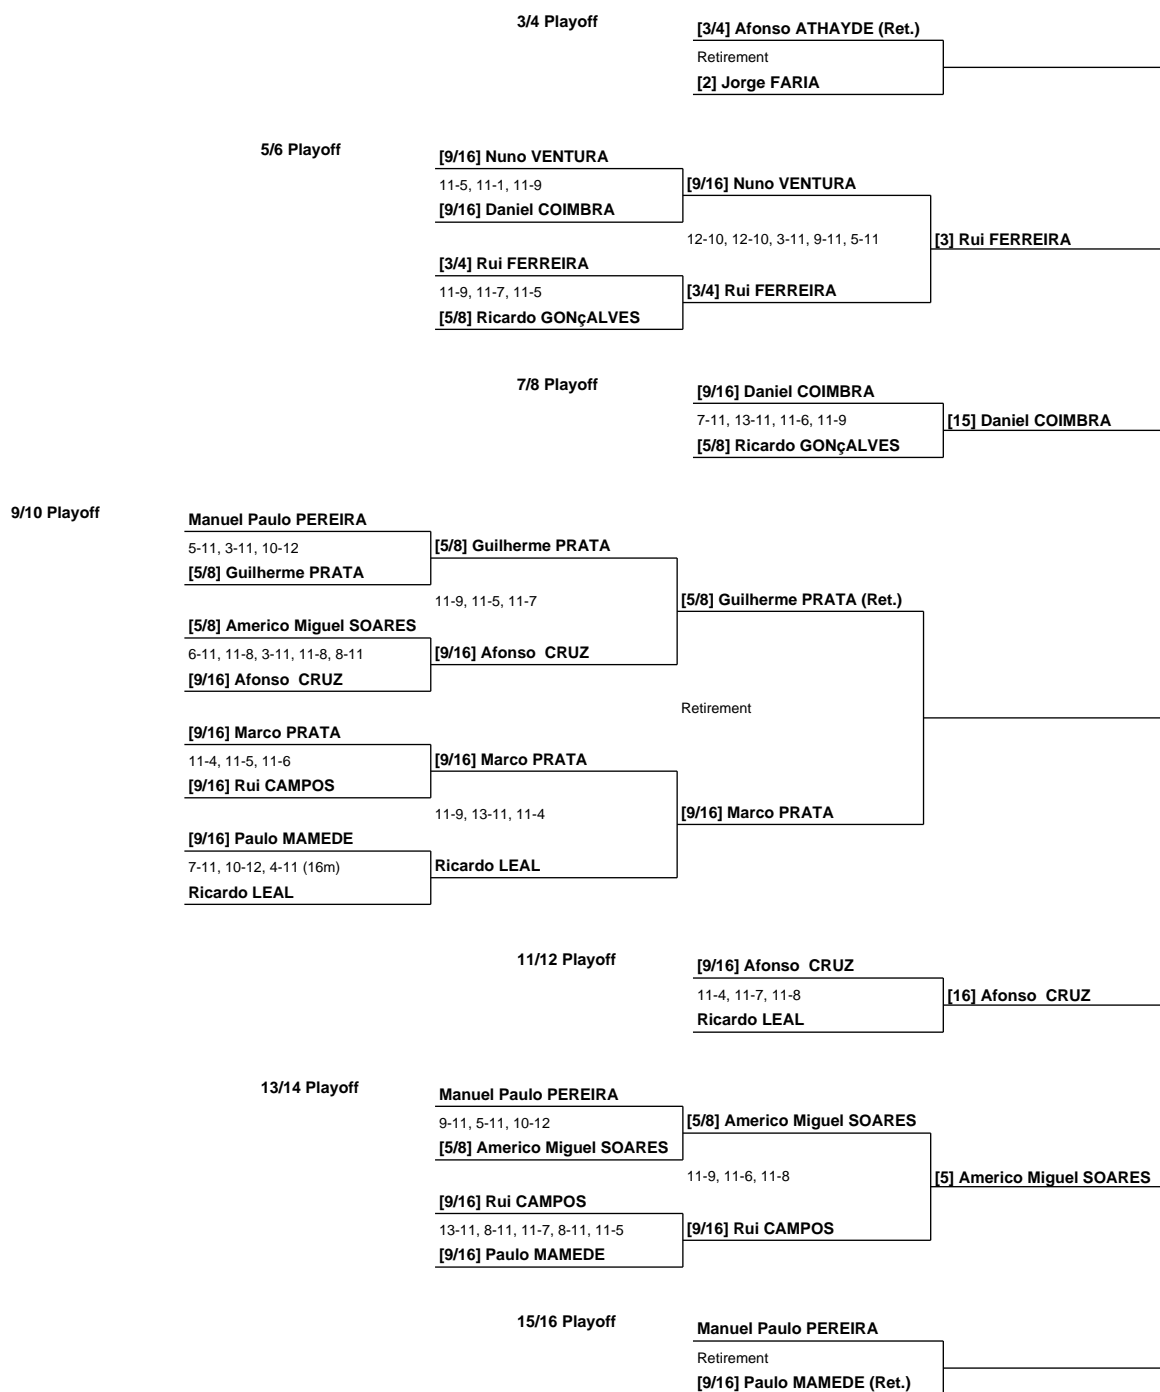 3/4 Playoff
[3/4] Afonso ATHAYDE (Ret.)
Retirement
[2] Jorge FARIA
5/6 Playoff
[9/16] Nuno VENTURA
11-5, 11-1, 11-9
[9/16] Nuno VENTURA
[9/16] Daniel COIMBRA
12-10, 12-10, 3-11, 9-11, 5-11
[3] Rui FERREIRA
[3/4] Rui FERREIRA
11-9, 11-7, 11-5
[3/4] Rui FERREIRA
[5/8] Ricardo GONçALVES
7/8 Playoff
[9/16] Daniel COIMBRA
7-11, 13-11, 11-6, 11-9
[15] Daniel COIMBRA
[5/8] Ricardo GONçALVES
9/10 Playoff
Manuel Paulo PEREIRA
5-11, 3-11, 10-12
[5/8] Guilherme PRATA
[5/8] Guilherme PRATA
11-9, 11-5, 11-7
[5/8] Guilherme PRATA (Ret.)
[5/8] Americo Miguel SOARES
6-11, 11-8, 3-11, 11-8, 8-11
[9/16] Afonso  CRUZ
[9/16] Afonso  CRUZ
Retirement
[9/16] Marco PRATA
11-4, 11-5, 11-6
[9/16] Marco PRATA
[9/16] Rui CAMPOS
11-9, 13-11, 11-4
[9/16] Marco PRATA
[9/16] Paulo MAMEDE
7-11, 10-12, 4-11 (16m)
Ricardo LEAL
Ricardo LEAL
11/12 Playoff
[9/16] Afonso  CRUZ
11-4, 11-7, 11-8
[16] Afonso  CRUZ
Ricardo LEAL
13/14 Playoff
Manuel Paulo PEREIRA
9-11, 5-11, 10-12
[5/8] Americo Miguel SOARES
[5/8] Americo Miguel SOARES
11-9, 11-6, 11-8
[5] Americo Miguel SOARES
[9/16] Rui CAMPOS
13-11, 8-11, 11-7, 8-11, 11-5
[9/16] Rui CAMPOS
[9/16] Paulo MAMEDE
15/16 Playoff
Manuel Paulo PEREIRA
Retirement
[9/16] Paulo MAMEDE (Ret.)